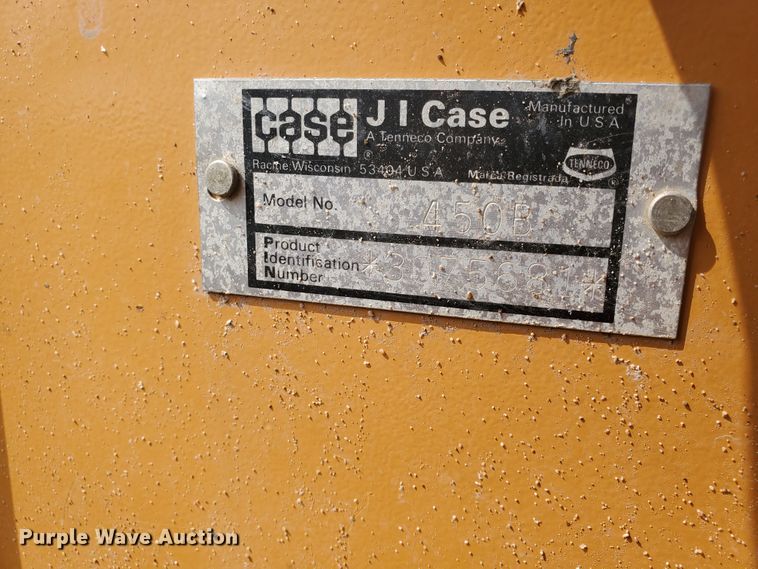 case
J I Case
Manufactured
In U S A
A Tenneco Company
®
Racine, Wisconsin 53404 U S A
Marca Registrada
TENNECO
®
Model No. 450B
Product
Identification
Number
Purple Wave Auction